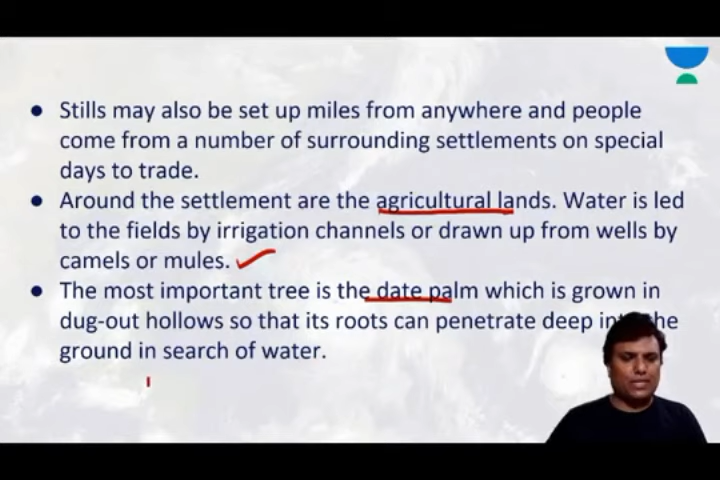 ● Stills may also be set up miles from anywhere and people
come from a number of surrounding settlements on special
days to trade.
● Around the settlement are the agricultural lands. Water is led
to the fields by irrigation channels or drawn up from wells by
camels or mules.
● The most important tree is the date palm which is grown in
dug-out hollows so that its roots can penetrate deep in the
ground in search of water.